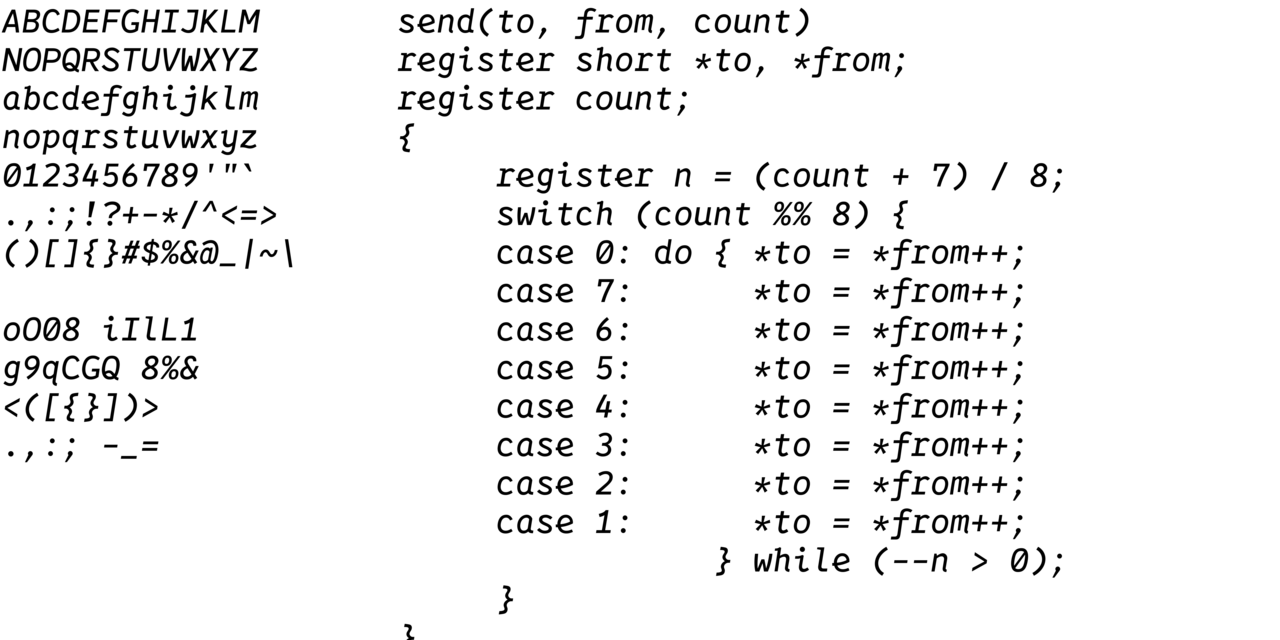 ABCDEFGHIJKLM
NOPQRSTUVWXYZ
abcdefghijklm
nopqrstuvwxyz
0123456789'"`
.,:;!?+-*/^<=>
()[]{}#$%&@_|~\
oO08 iIlL1
g9qCGQ 8%&
<([{}])>
.,:; -_=
send(to, from, count)
register short *to, *from;
register count;
{
    register n = (count + 7) / 8;
    switch (count %% 8) {
    case 0: do { *to = *from++;
    case 7:      *to = *from++;
    case 6:      *to = *from++;
    case 5:      *to = *from++;
    case 4:      *to = *from++;
    case 3:      *to = *from++;
    case 2:      *to = *from++;
    case 1:      *to = *from++;
               } while (--n > 0);
    }
}